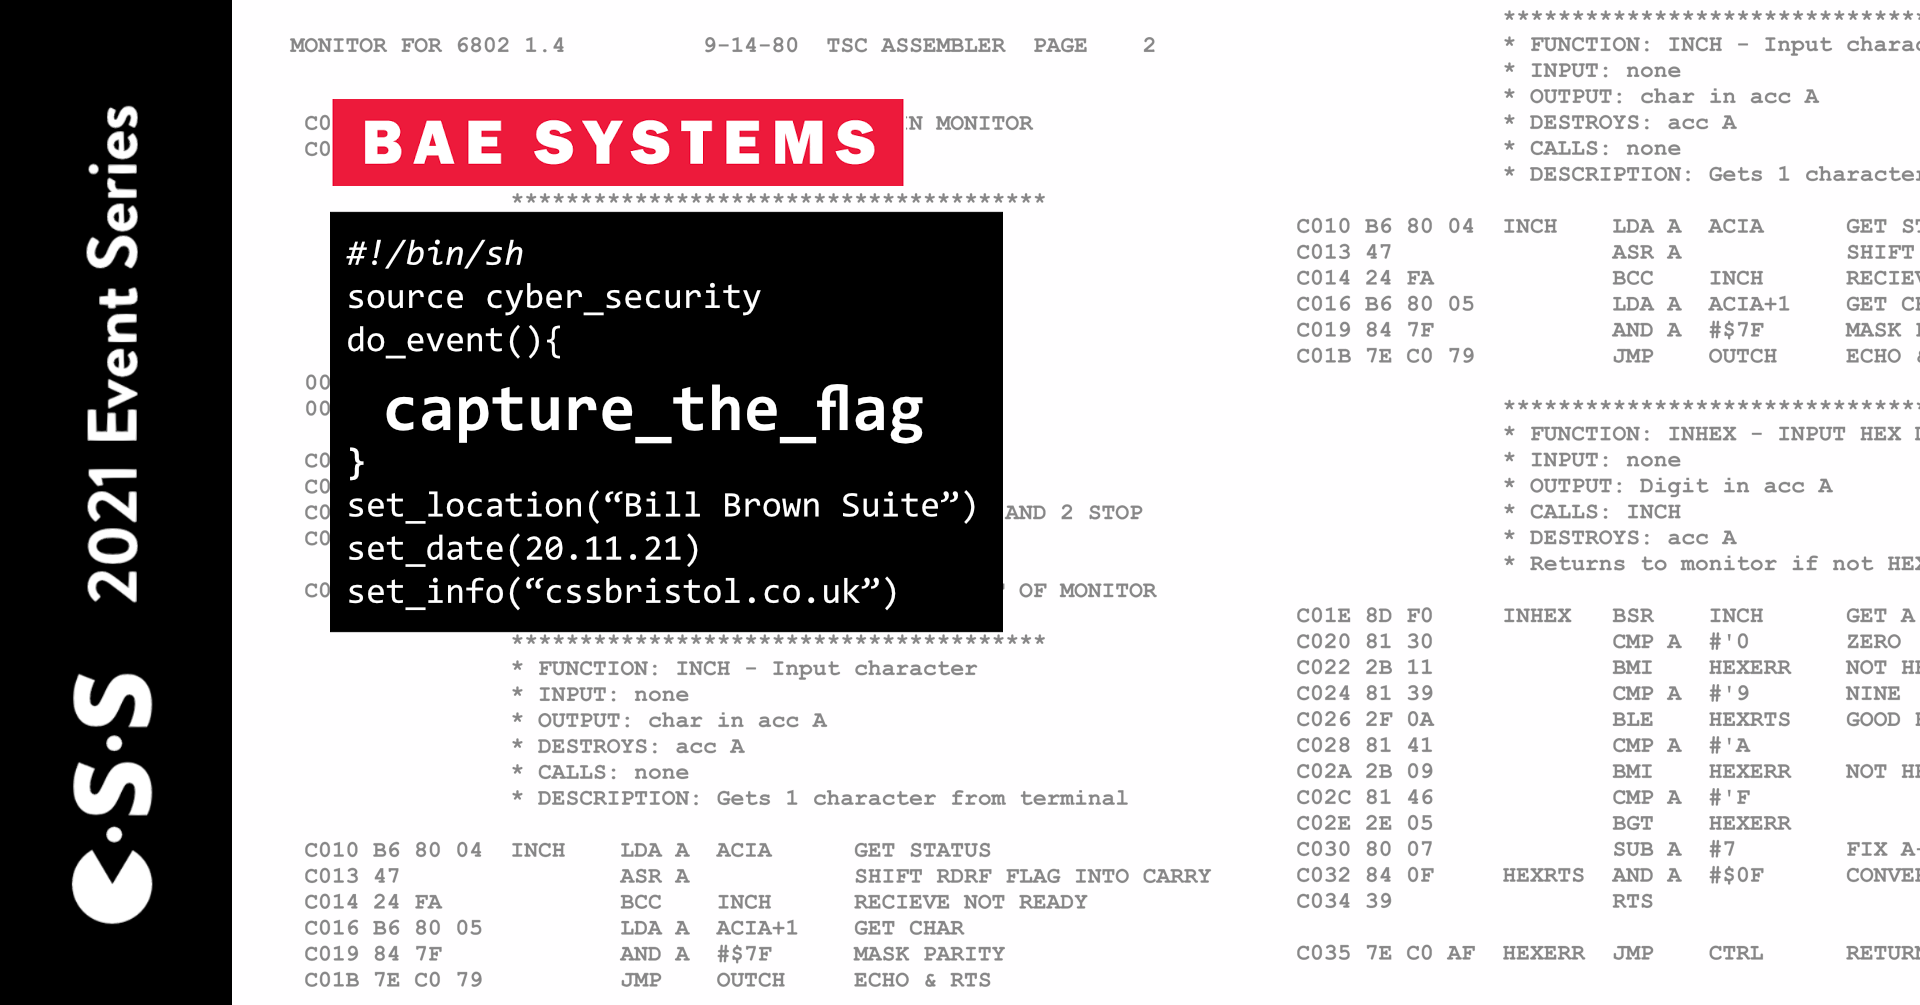 2021 Event Series
C·S·S
MONITOR FOR 6802 1.4 9-14-80 TSC ASSEMBLER PAGE 2
C0 IN MONITOR
C0
BAE SYSTEMS
***************************************
#!/bin/sh
source cyber_security
do_event(){
capture_the_flag
}
set_location(“Bill Brown Suite”)
set_date(20.11.21)
set_info(“cssbristol.co.uk”)
00
00
C0
C0
C0 AND 2 STOP
C0
C0 OF MONITOR
***************************************
* FUNCTION: INCH - Input character
* INPUT: none
* OUTPUT: char in acc A
* DESTROYS: acc A
* CALLS: none
* DESCRIPTION: Gets 1 character from terminal
C010 B6 80 04 INCH LDA A ACIA GET STATUS
C013 47 ASR A SHIFT RDRF FLAG INTO CARRY
C014 24 FA BCC INCH RECIEVE NOT READY
C016 B6 80 05 LDA A ACIA+1 GET CHAR
C019 84 7F AND A #$7F MASK PARITY
C01B 7E C0 79 JMP OUTCH ECHO & RTS
*******************************
* FUNCTION: INCH - Input charac
* INPUT: none
* OUTPUT: char in acc A
* DESTROYS: acc A
* CALLS: none
* DESCRIPTION: Gets 1 character
C010 B6 80 04 INCH LDA A ACIA GET ST
C013 47 ASR A SHIFT
C014 24 FA BCC INCH RECIEV
C016 B6 80 05 LDA A ACIA+1 GET CH
C019 84 7F AND A #$7F MASK
C01B 7E C0 79 JMP OUTCH ECHO &
*******************************
* FUNCTION: INHEX - INPUT HEX D
* INPUT: none
* OUTPUT: Digit in acc A
* CALLS: INCH
* DESTROYS: acc A
* Returns to monitor if not HEX
C01E 8D F0 INHEX BSR INCH GET A
C020 81 30 CMP A #'0 ZERO
C022 2B 11 BMI HEXERR NOT HE
C024 81 39 CMP A #'9 NINE
C026 2F 0A BLE HEXRTS GOOD
C028 81 41 CMP A #'A
C02A 2B 09 BMI HEXERR NOT HE
C02C 81 46 CMP A #'F
C02E 2E 05 BGT HEXERR
C030 80 07 SUB A #7 FIX A-
C032 84 0F HEXRTS AND A #$0F CONVER
C034 39 RTS
C035 7E C0 AF HEXERR JMP CTRL RETURN